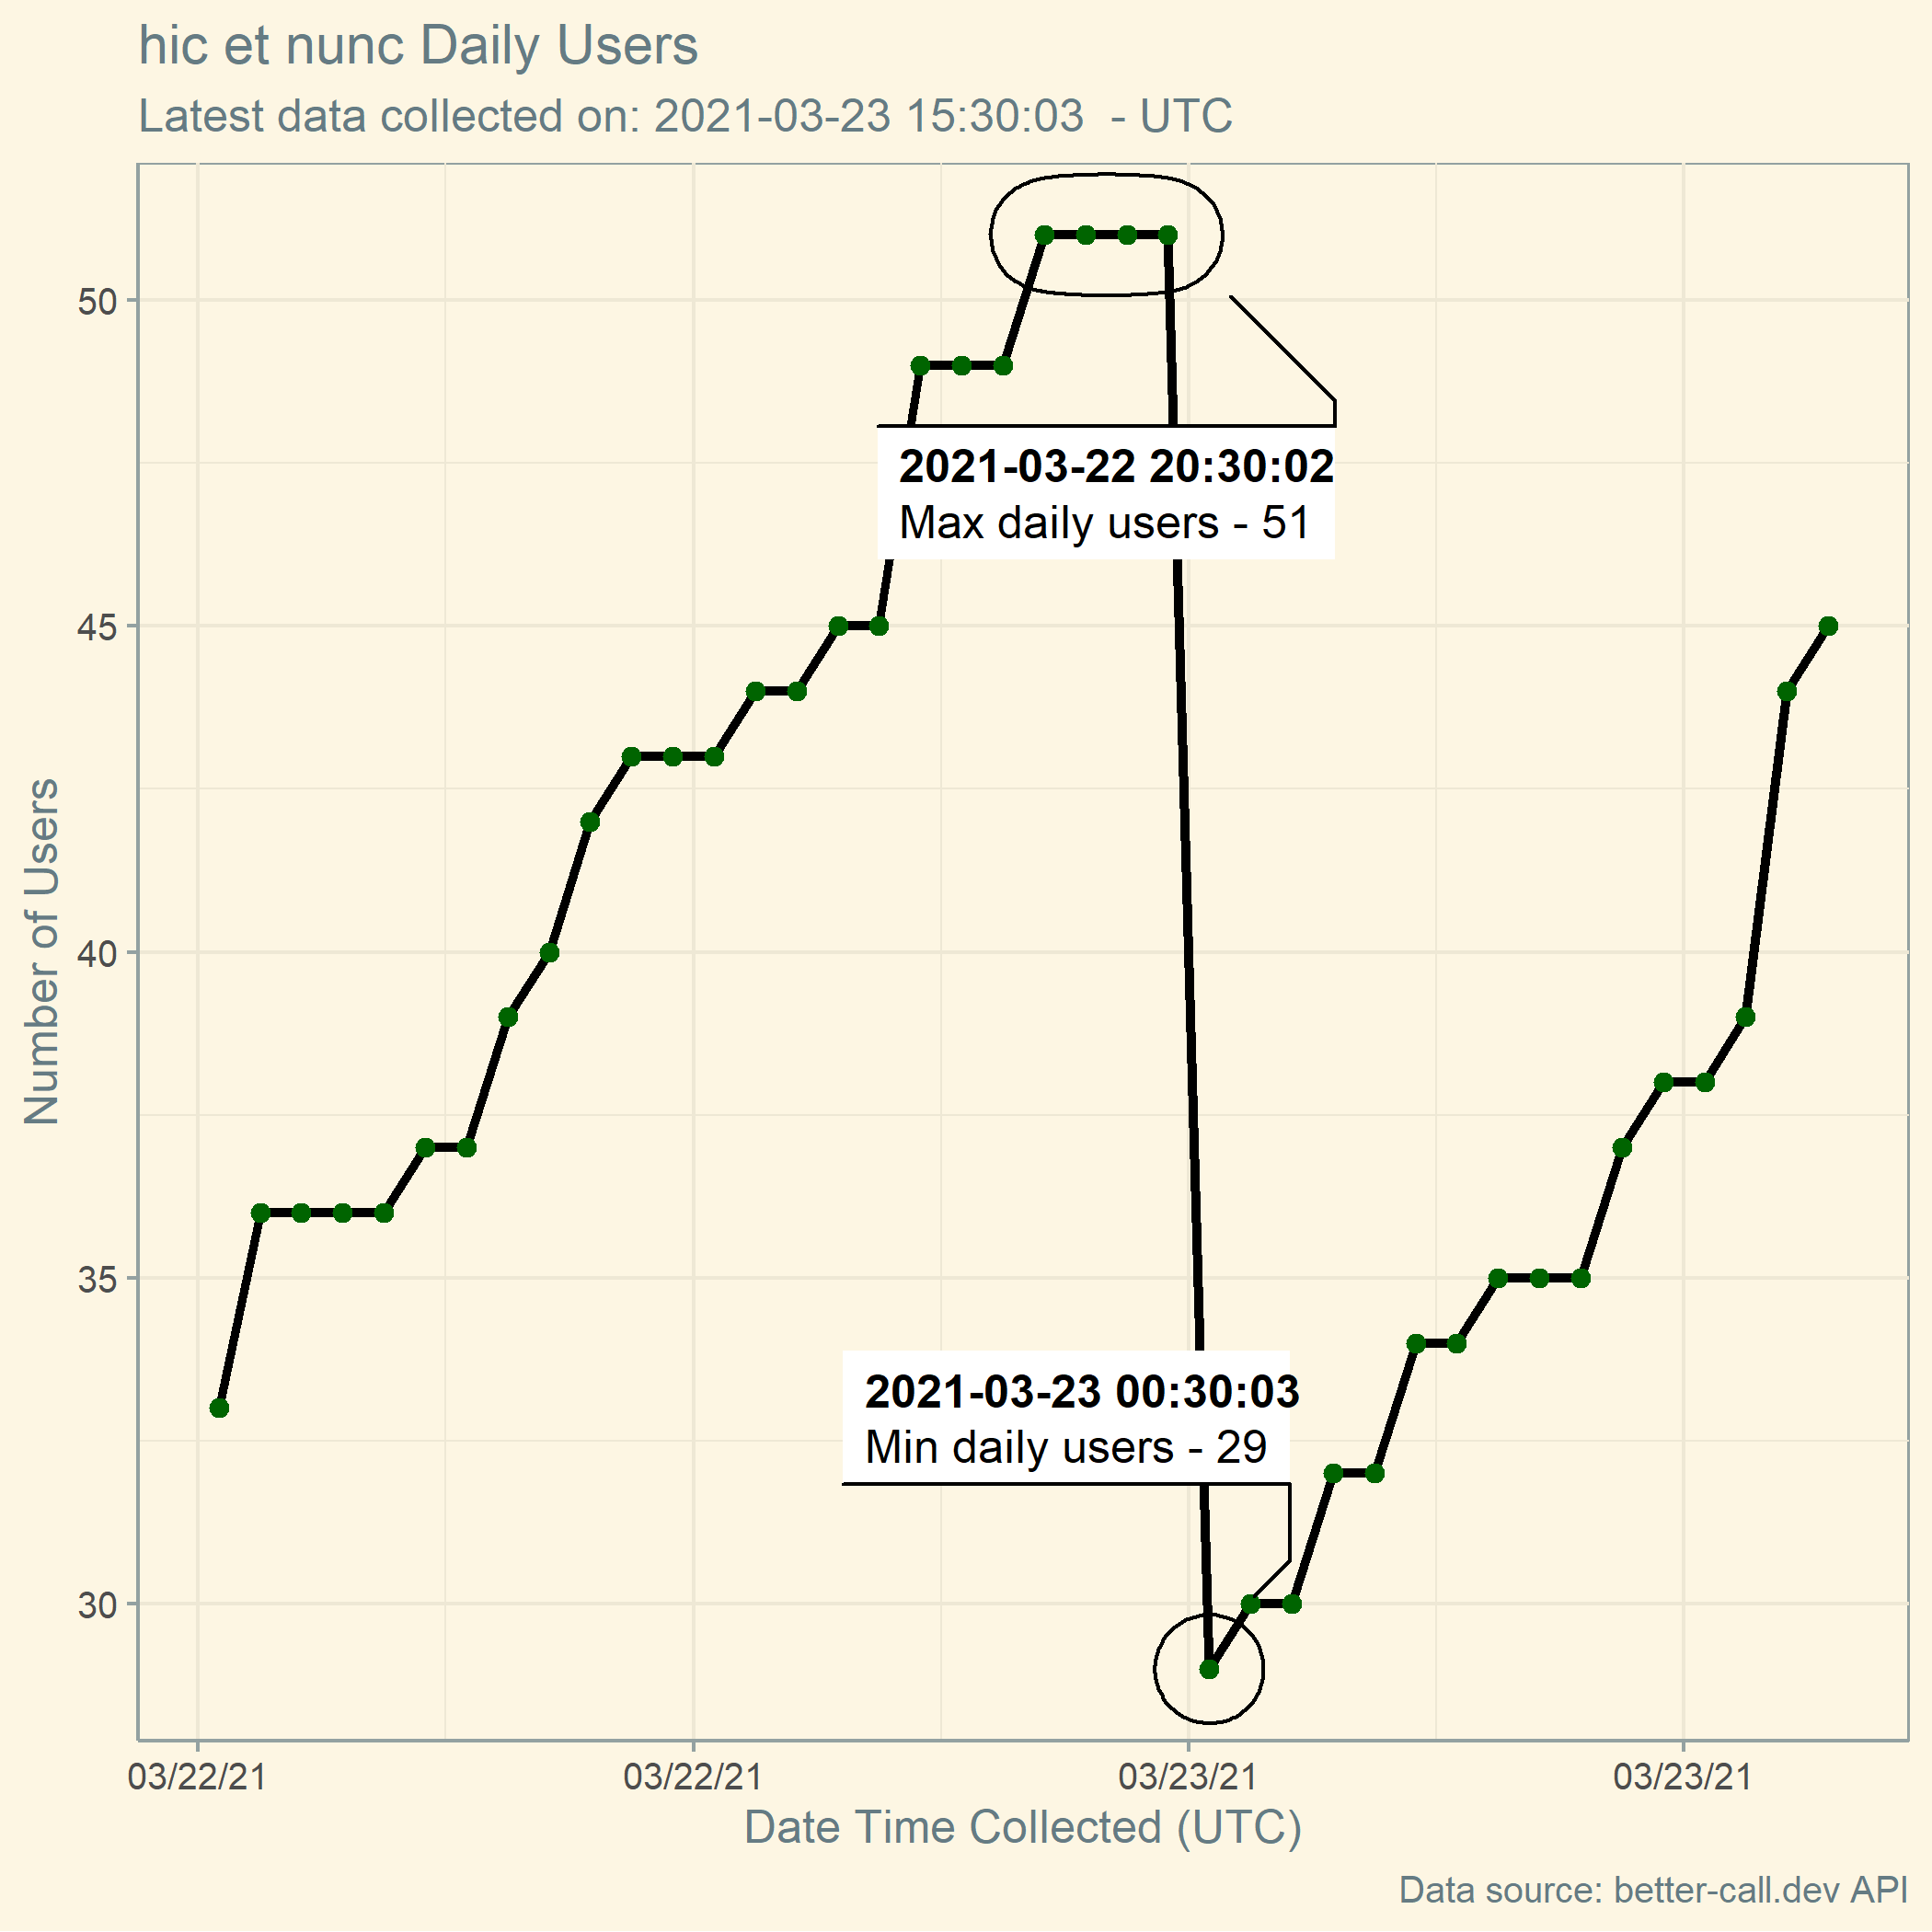 hic et nunc Daily Users
Latest data collected on: 2021-03-23 15:30:03  - UTC
50
45
40
35
30
Number of Users
2021-03-22 20:30:02
Max daily users - 51
2021-03-23 00:30:03
Min daily users - 29
03/22/21
03/22/21
03/23/21
03/23/21
Date Time Collected (UTC)
Data source: better-call.dev API